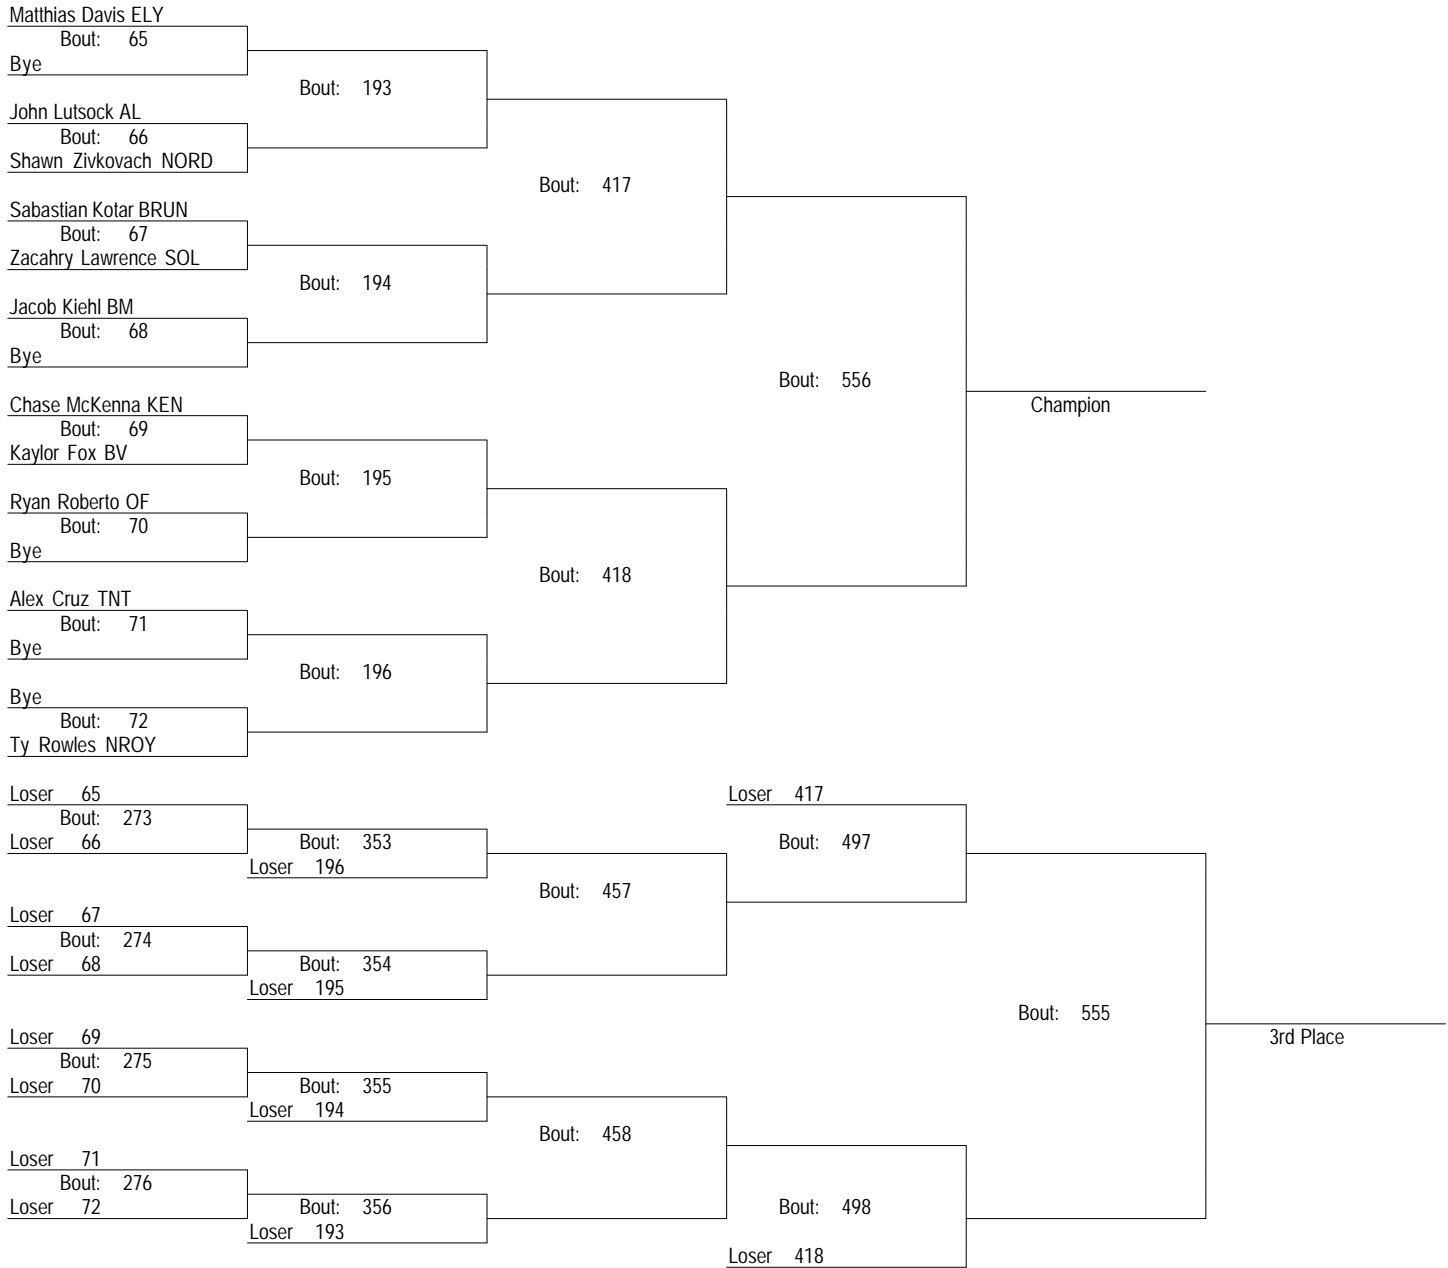 Matthias Davis ELY
Bout: 65
Bye
Bout: 193
John Lutsock AL
Bout: 66
Shawn Zivkovach NORD
Bout: 417
Sabastian Kotar BRUN
Bout: 67
Zacahry Lawrence SOL
Bout: 194
Jacob Kiehl BM
Bout: 68
Bye
Bout: 556
Champion
Chase McKenna KEN
Bout: 69
Kaylor Fox BV
Bout: 195
Ryan Roberto OF
Bout: 70
Bye
Bout: 418
Alex Cruz TNT
Bout: 71
Bye
Bout: 196
Bye
Bout: 72
Ty Rowles NROY
Loser 65
Bout: 273
Loser 66
Bout: 353
Loser 196
Loser 417
Bout: 497
Bout: 457
Loser 67
Bout: 274
Loser 68
Bout: 354
Loser 195
Bout: 555
3rd Place
Loser 69
Bout: 275
Loser 70
Bout: 355
Loser 194
Bout: 458
Loser 71
Bout: 276
Loser 72
Bout: 356
Loser 193
Bout: 498
Loser 418